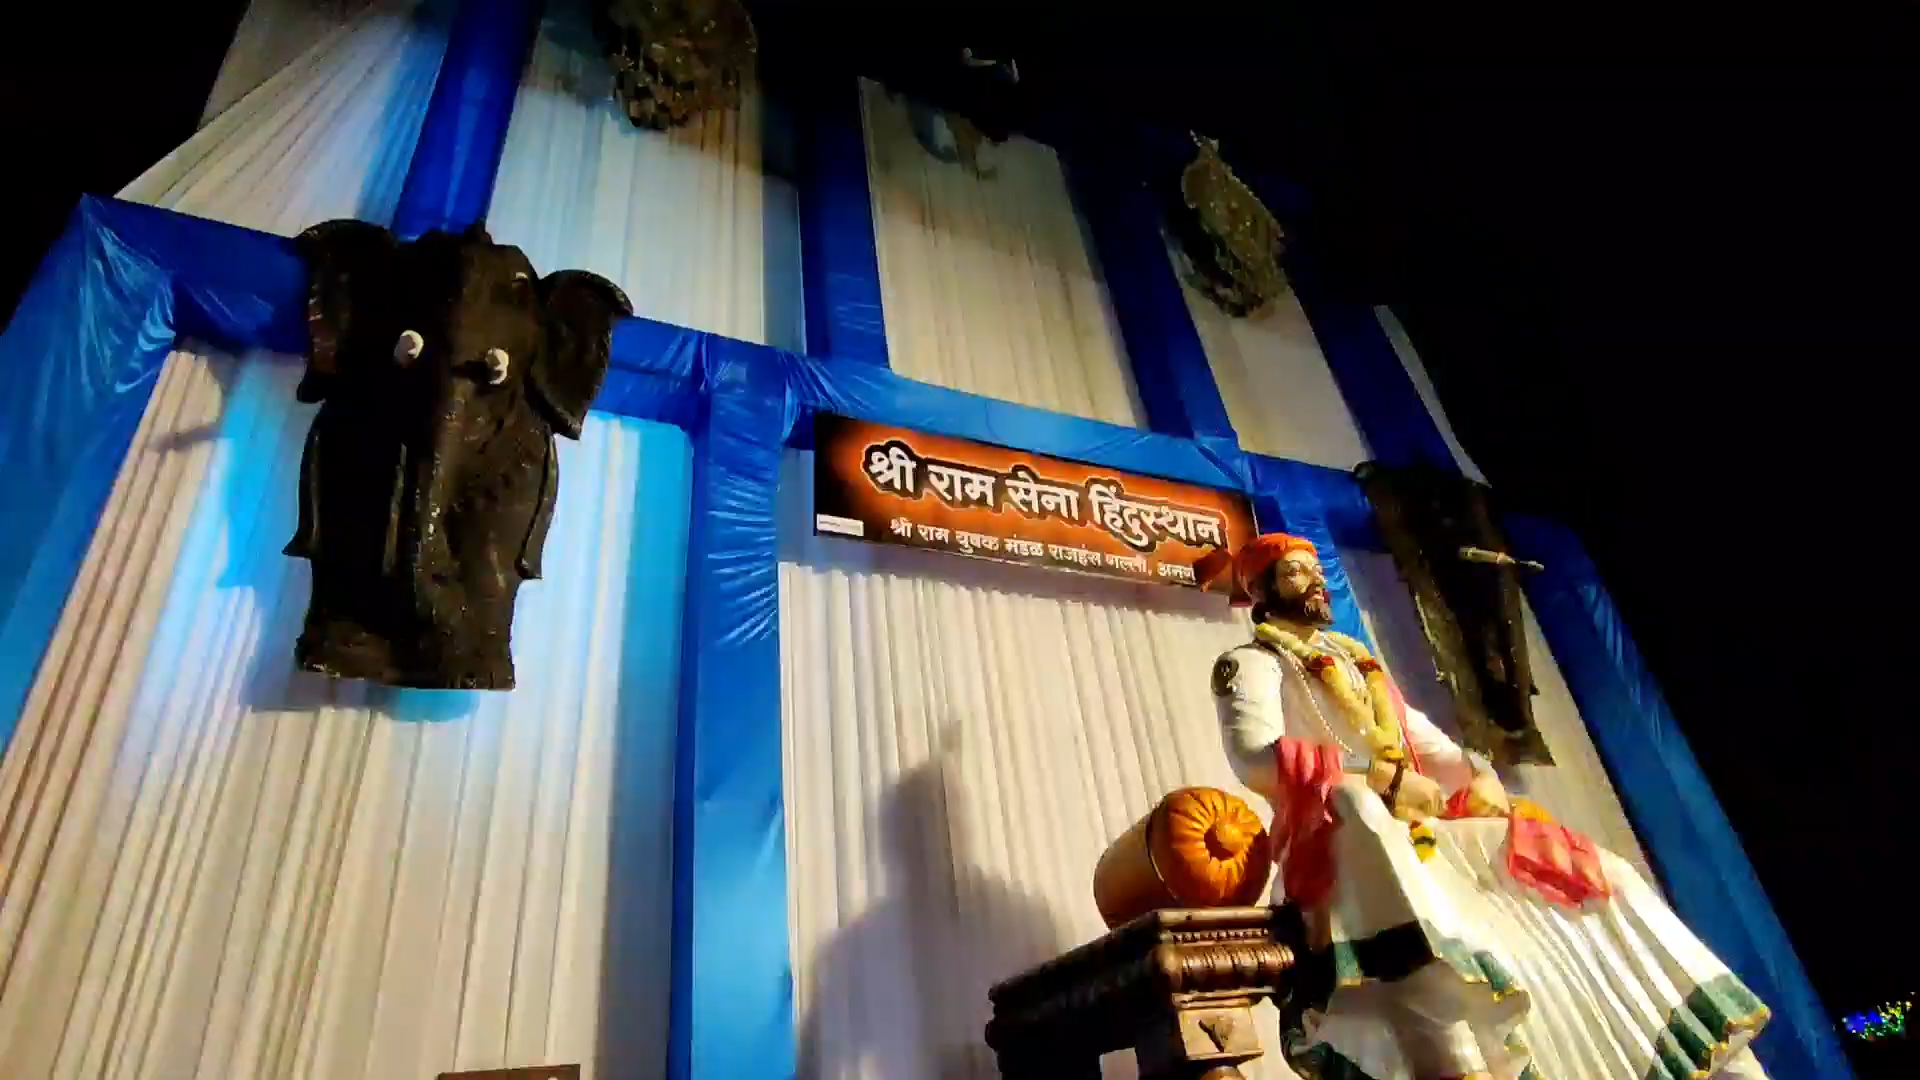 श्री राम सेना हिंदुस्थान
श्री राम युवक मंडळ राजहंस गल्ली,